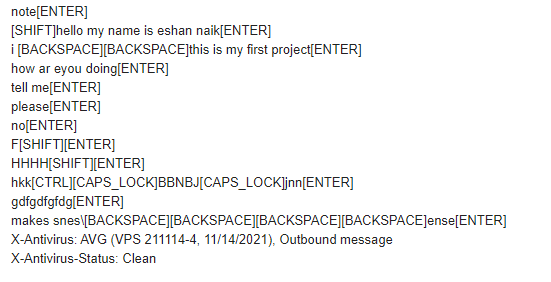 note[ENTER]
[SHIFT]hello my name is eshan naik[ENTER]
i [BACKSPACE][BACKSPACE]this is my first project[ENTER]
how ar eyou doing[ENTER]
tell me[ENTER]
please[ENTER]
no[ENTER]
F[SHIFT][ENTER]
HHHH[SHIFT][ENTER]
hkk[CTRL][CAPS_LOCK]BBNBJ[CAPS_LOCK]jnn[ENTER]
gdfgdfgfdg[ENTER]
makes snes\[BACKSPACE][BACKSPACE][BACKSPACE][BACKSPACE]ense[ENTER]
X-Antivirus: AVG (VPS 211114-4, 11/14/2021), Outbound message
X-Antivirus-Status: Clean